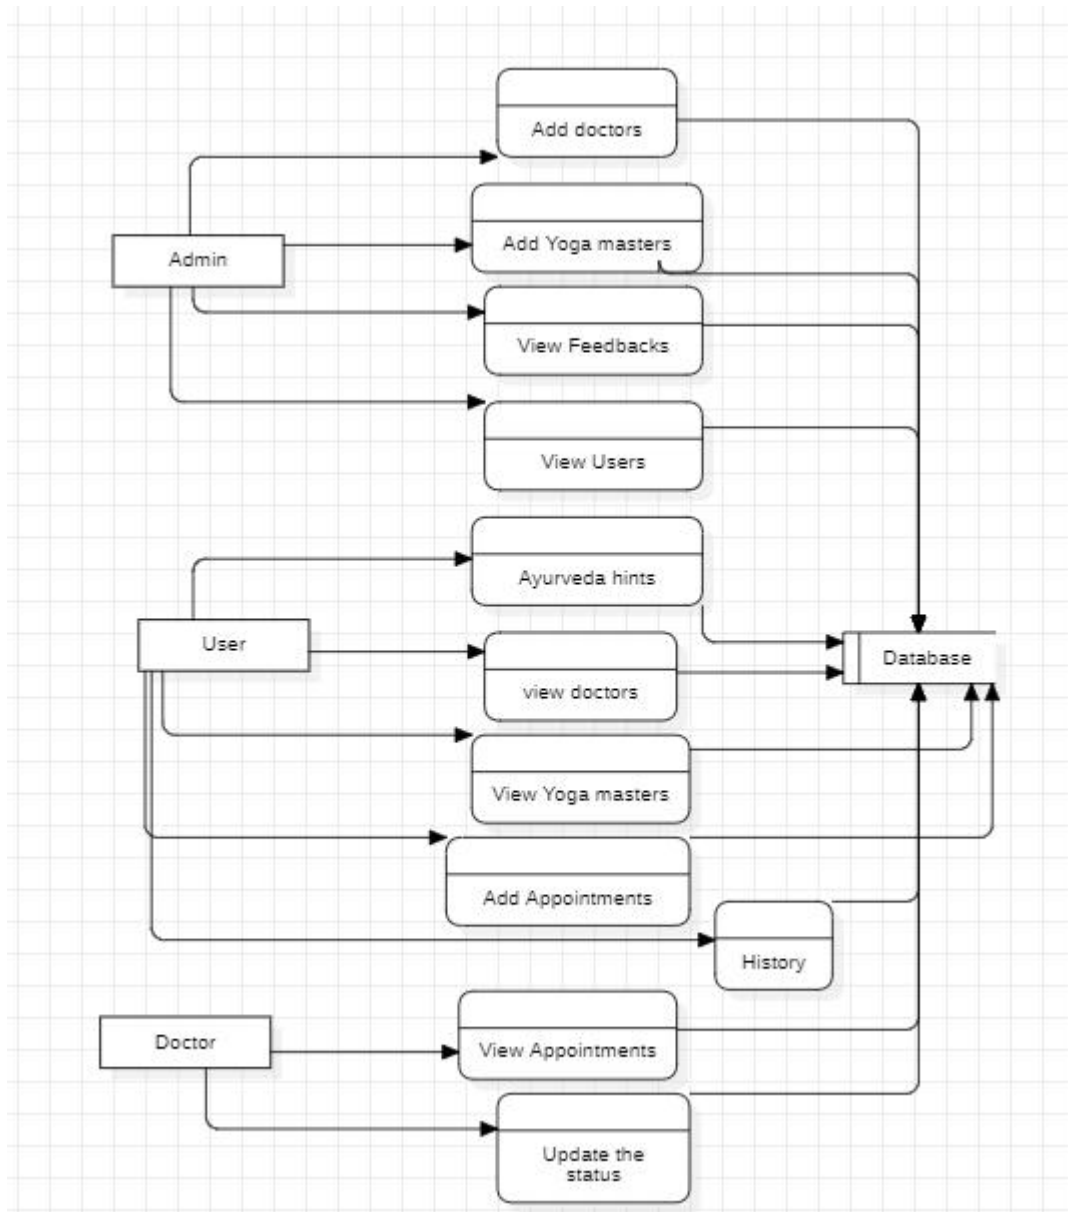 Add doctors
Add Yoga masters
Admin
View Feedbacks
View Users
Ayurveda hints
User
Database
view doctors
View Yoga masters
Add Appointments
History
Doctor
View Appointments
Update the
status